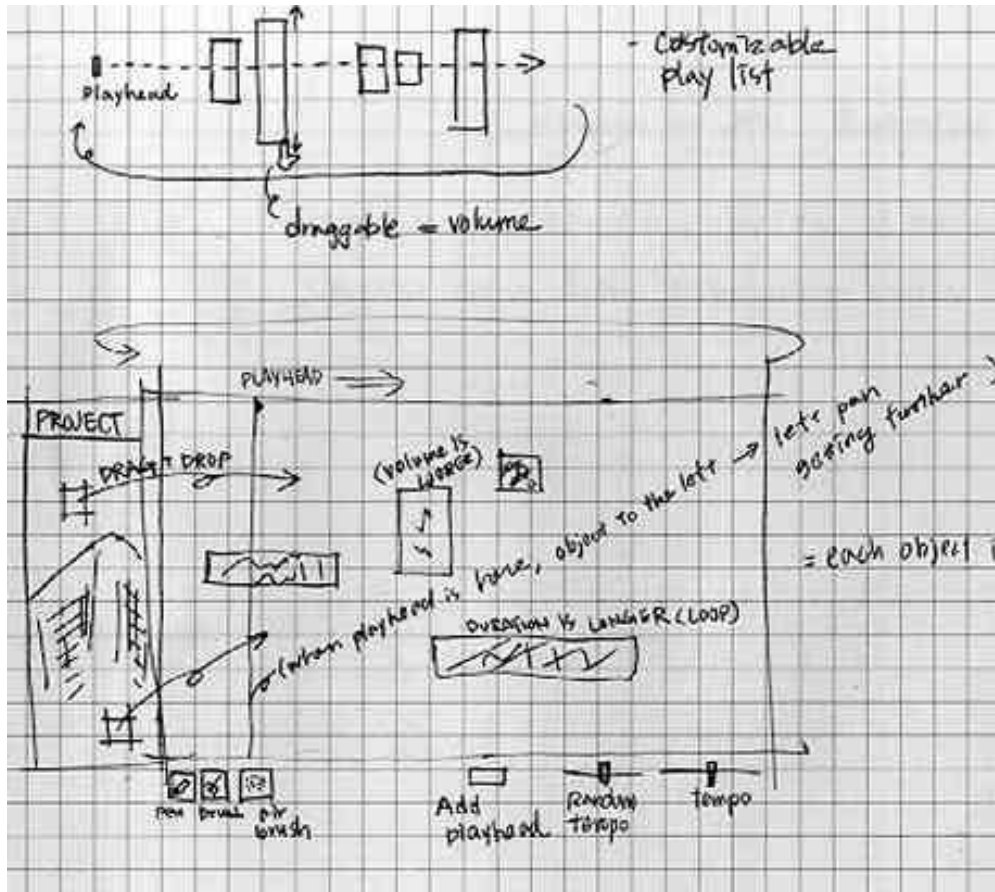 - Customizable
play list
playhead
draggable = volume
PLAYHEAD
PROJECT
DRAG & DROP
(volume is
LARGE)
(when playhead is here, object to the left → left pan
going further
= each object i
DURATION IS LONGER (LOOP)
pen
brush
air
brush
Add
playhead
Random
Tempo
Tempo